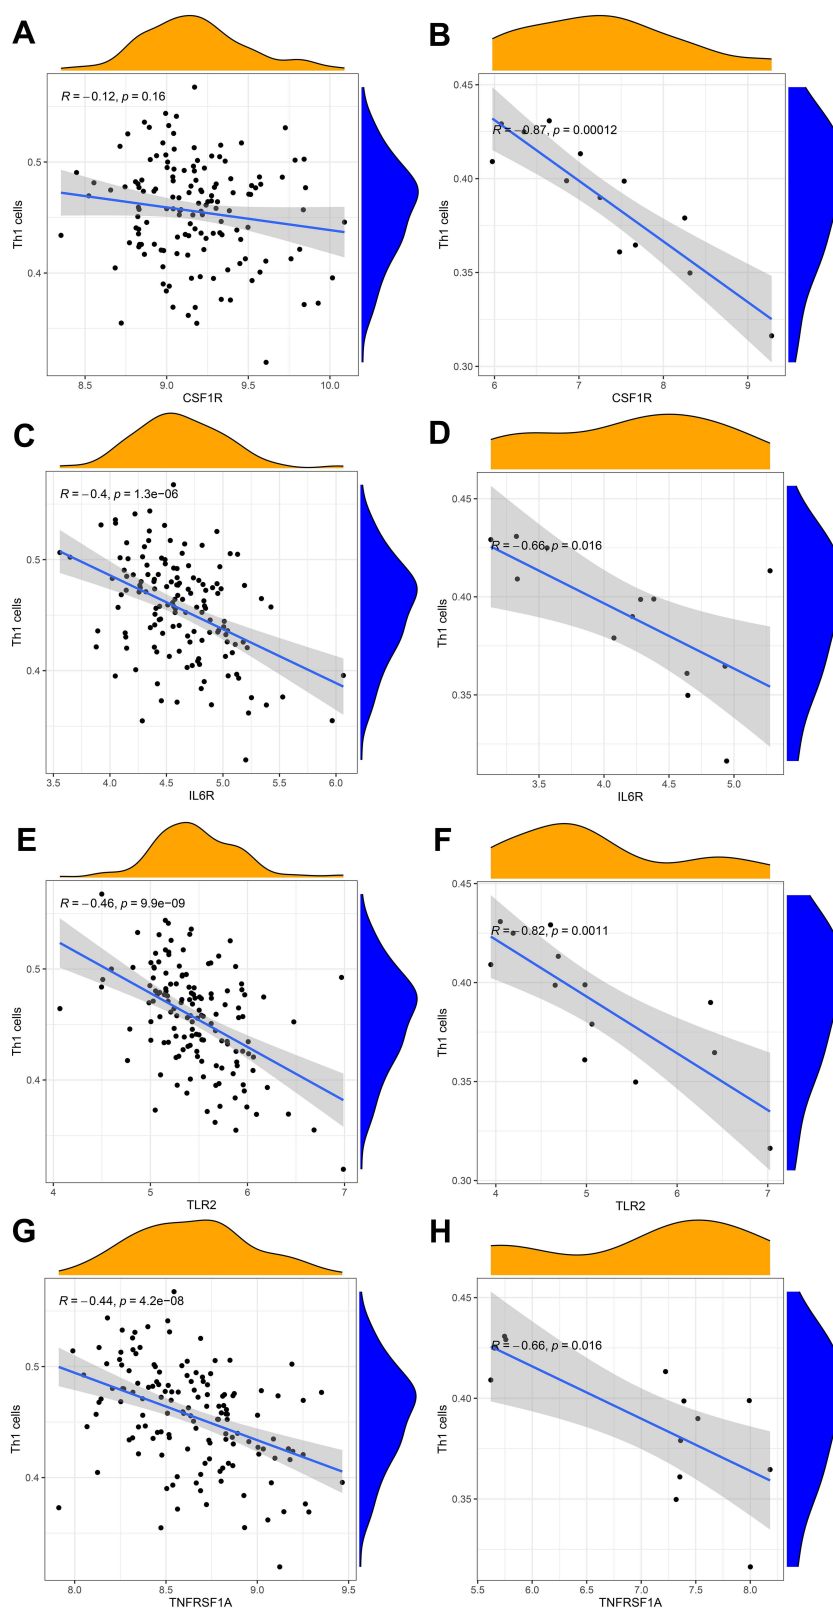 A
R = −0.12, p = 0.16
Th1 cells
0.5
0.4
8.5 9.0 9.5 10.0
CSF1R
B
R = −0.87, p = 0.00012
Th1 cells
0.45
0.40
0.35
0.30
6 7 8 9
CSF1R
C
R = −0.4, p = 1.3e−06
Th1 cells
0.5
0.4
3.5 4.0 4.5 5.0 5.5 6.0
IL6R
D
R = −0.66, p = 0.016
Th1 cells
0.45
0.40
0.35
3.5 4.0 4.5 5.0
IL6R
E
R = −0.46, p = 9.9e−09
Th1 cells
0.5
0.4
4 5 6 7
TLR2
F
R = −0.82, p = 0.0011
Th1 cells
0.45
0.40
0.35
0.30
4 5 6 7
TLR2
G
R = −0.44, p = 4.2e−08
Th1 cells
0.5
0.4
8.0 8.5 9.0 9.5
TNFRSF1A
H
R = −0.66, p = 0.016
Th1 cells
0.45
0.40
0.35
5.5 6.0 6.5 7.0 7.5 8.0
TNFRSF1A